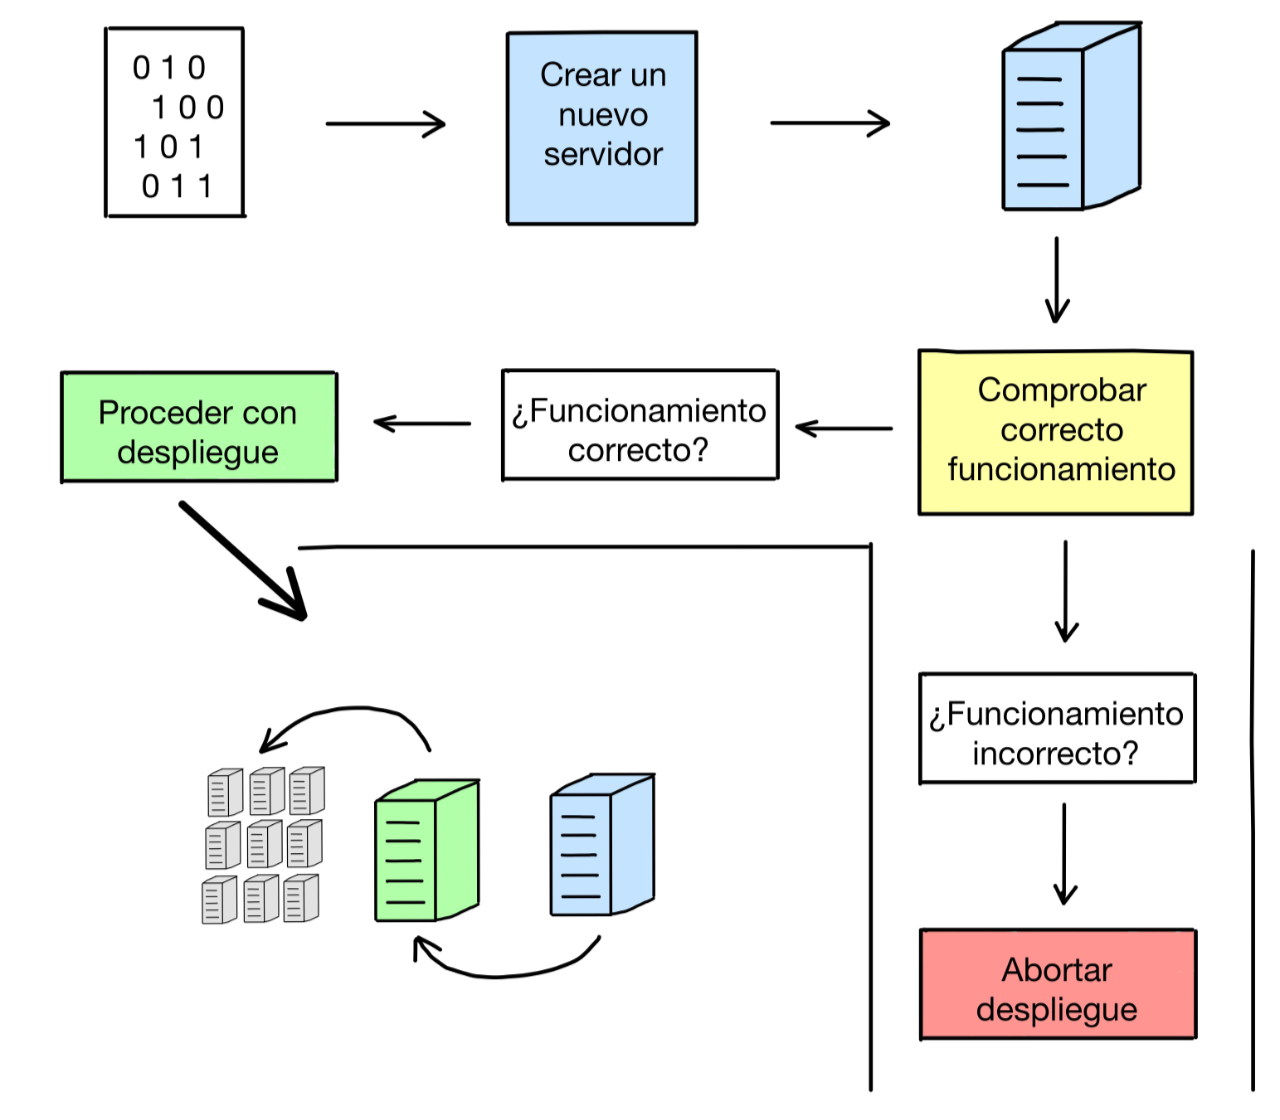 0 1 0
1 0 0
1 0 1
0 1 1
Crear un
nuevo
servidor
Comprobar
correcto
funcionamiento
¿Funcionamiento
correcto?
Proceder con
despliegue
¿Funcionamiento
incorrecto?
Abortar
despliegue